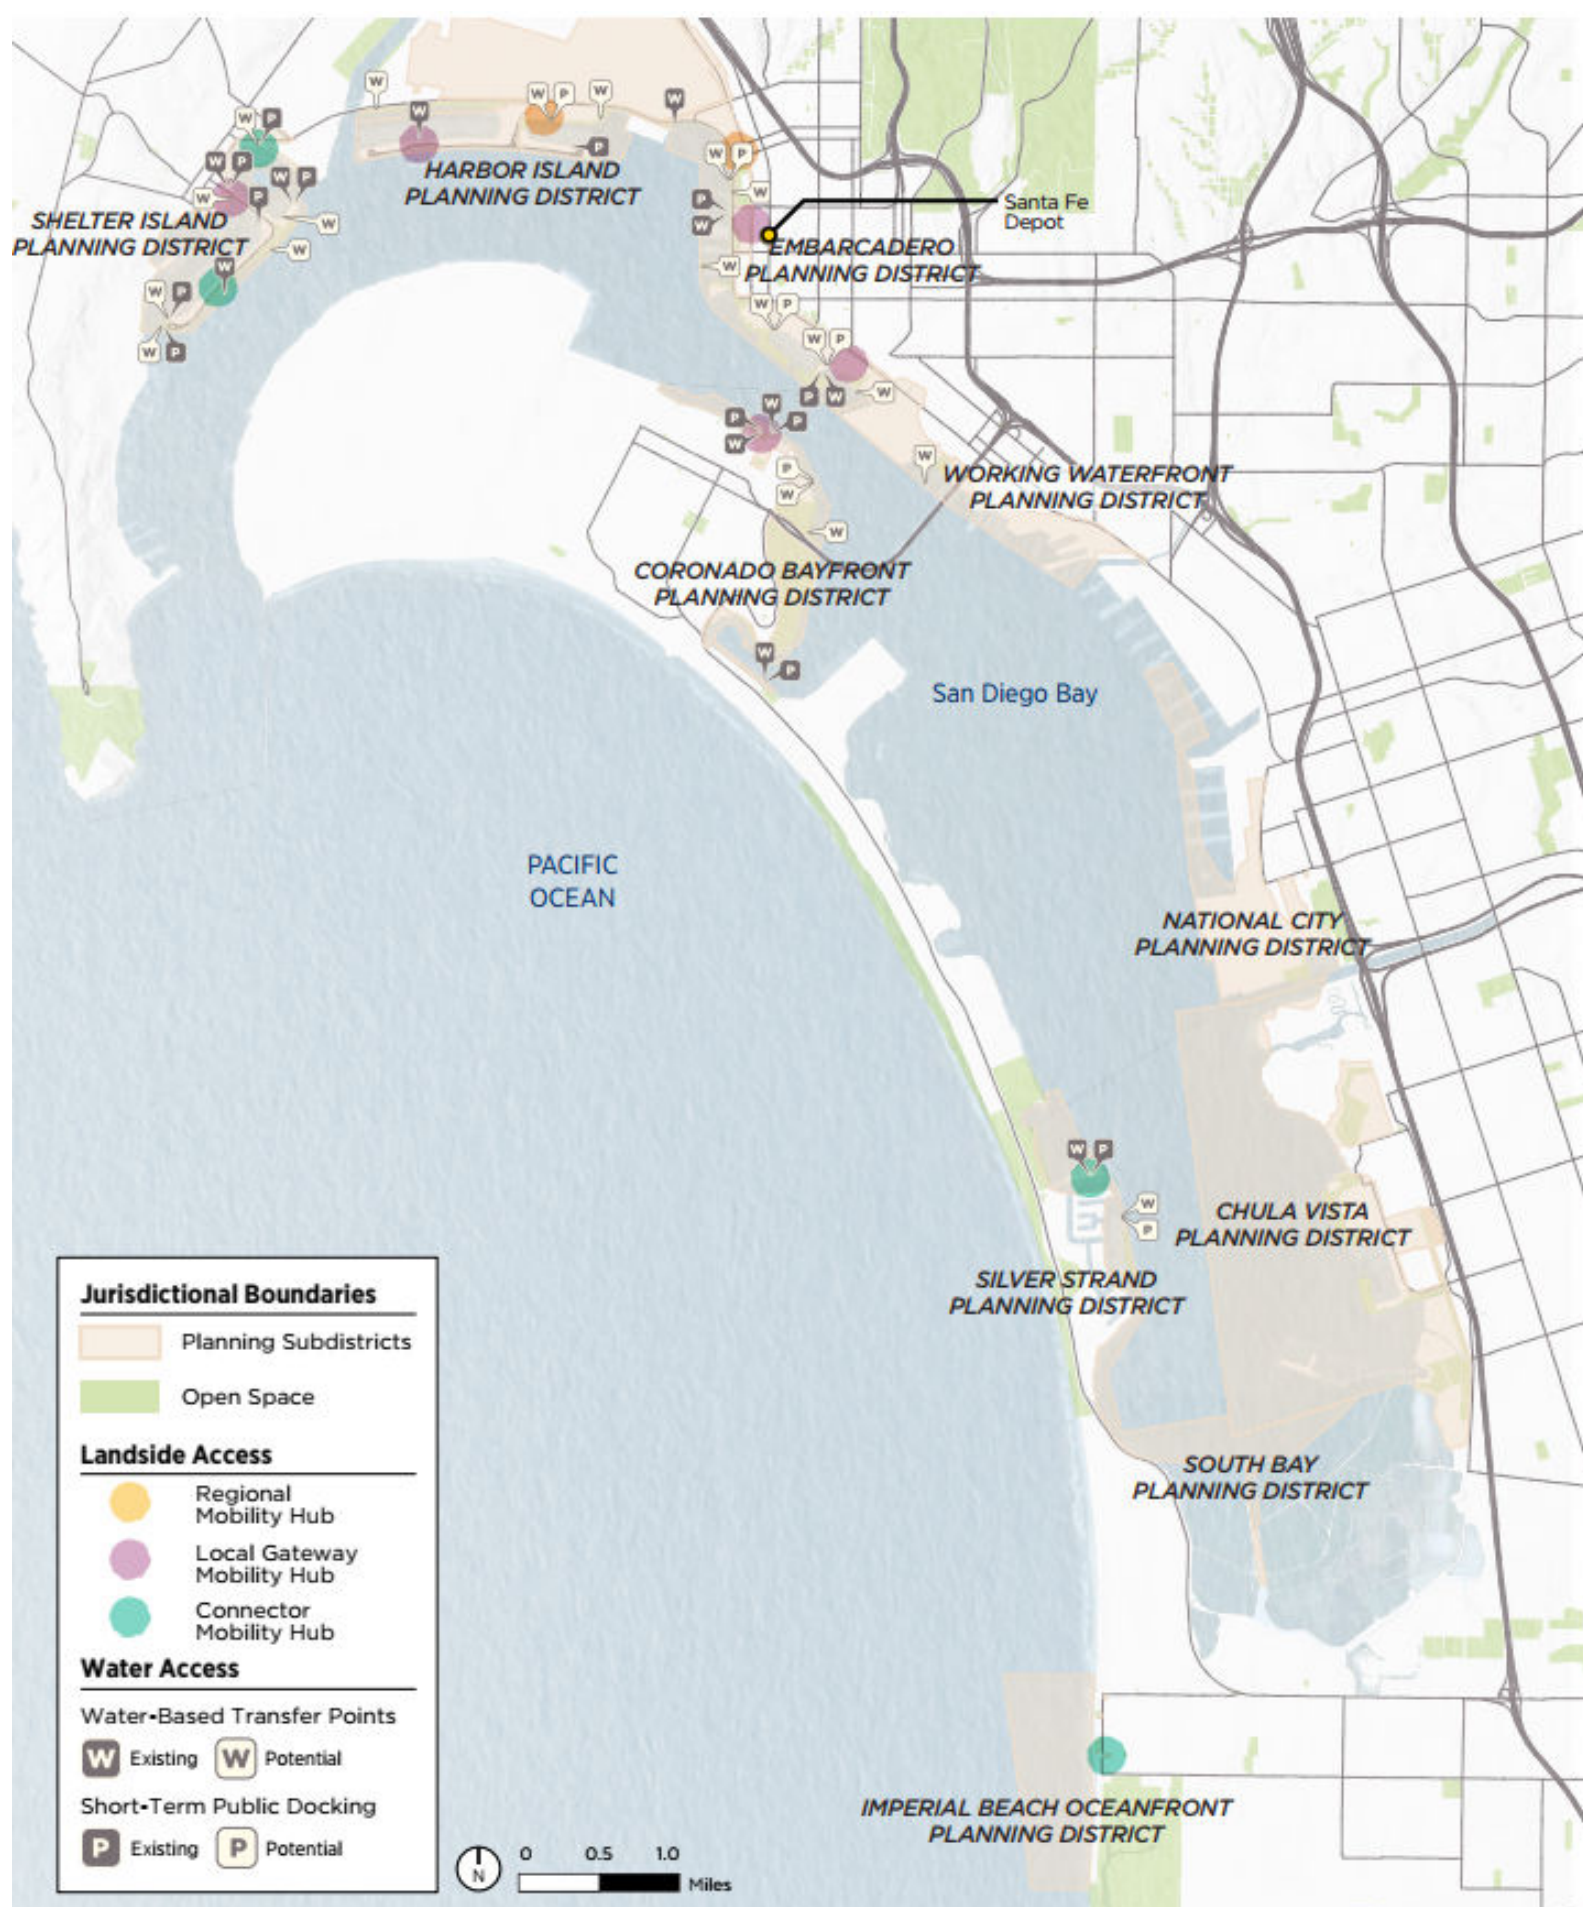 W
W P W
W
W
W P
W P
W P
W P
W
P
W P
W
P
W
HARBOR ISLAND
PLANNING DISTRICT
P
W
Santa Fe
Depot
SHELTER ISLAND
PLANNING DISTRICT
W
W
EMBARCADERO
PLANNING DISTRICT
W
W
W P
W P
W P
W P
P W
W
W
P
P
W
W
WORKING WATERFRONT
PLANNING DISTRICT
P
W
W
CORONADO BAYFRONT
PLANNING DISTRICT
W
P
San Diego Bay
PACIFIC
OCEAN
NATIONAL CITY
PLANNING DISTRICT
W P
W
P
CHULA VISTA
PLANNING DISTRICT
SILVER STRAND
PLANNING DISTRICT
SOUTH BAY
PLANNING DISTRICT
IMPERIAL BEACH OCEANFRONT
PLANNING DISTRICT
Jurisdictional Boundaries
Planning Subdistricts
Open Space
Landside Access
Regional
Mobility Hub
Local Gateway
Mobility Hub
Connector
Mobility Hub
Water Access
Water-Based Transfer Points
W Existing W Potential
Short-Term Public Docking
P Existing P Potential
N
0 0.5 1.0
Miles